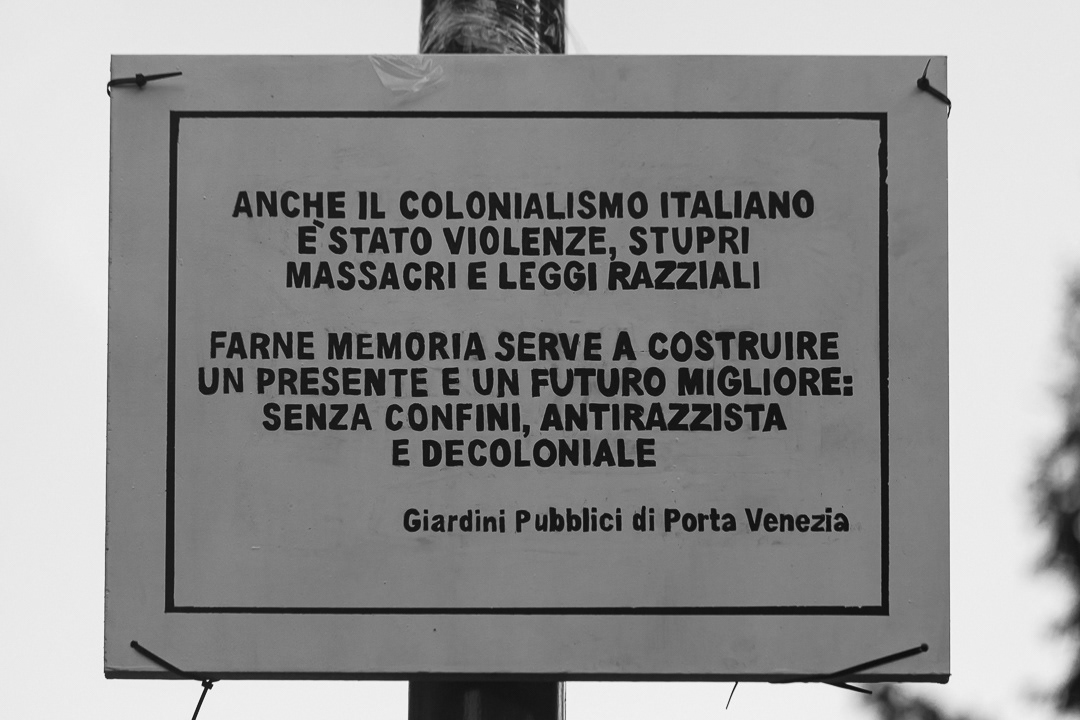 ANCHE IL COLONIALISMO ITALIANO
È STATO VIOLENZE, STUPRI
MASSACRI E LEGGI RAZZIALI
FARNE MEMORIA SERVE A COSTRUIRE
UN PRESENTE E UN FUTURO MIGLIORE:
SENZA CONFINI, ANTIRAZZISTA
E DECOLONIALE
Giardini Pubblici di Porta Venezia